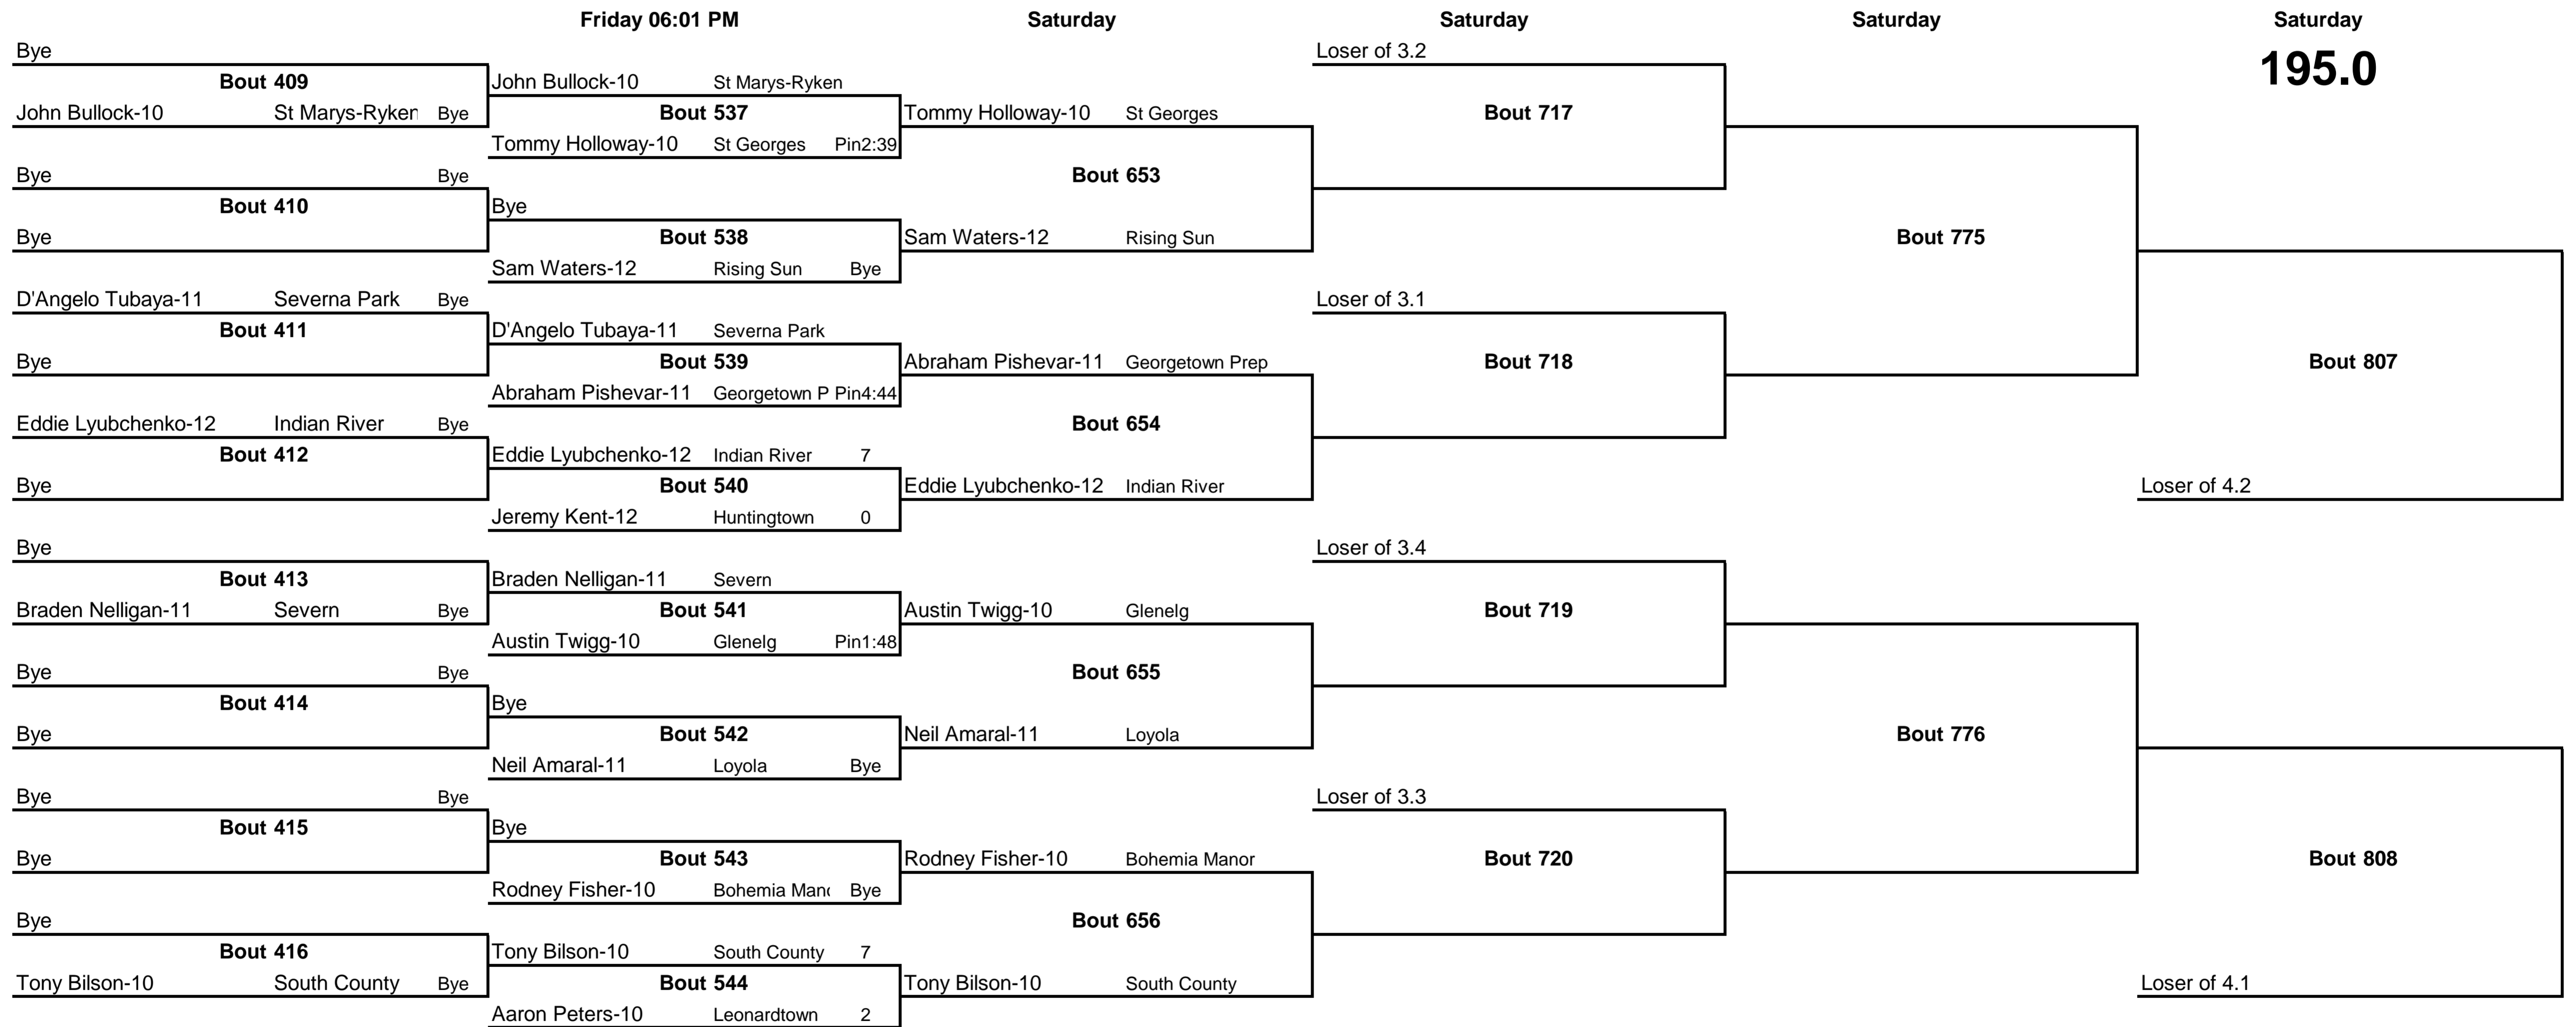 Friday 06:01 PM Saturday Saturday Saturday Saturday
Bye Loser of 3.2
195.0
Bout 409 John Bullock-10 St Marys-Ryken
John Bullock-10 St Marys-Ryken Bye Bout 537 Tommy Holloway-10 St Georges Bout 717
Tommy Holloway-10 St Georges Pin2:39
Bye Bye Bout 653
Bout 410 Bye
Bye Bout 538 Sam Waters-12 Rising Sun Bout 775
Sam Waters-12 Rising Sun Bye
D'Angelo Tubaya-11 Severna Park Bye Loser of 3.1
Bout 411 D'Angelo Tubaya-11 Severna Park
Bye Bout 539 Abraham Pishevar-11 Georgetown Prep Bout 718 Bout 807
Abraham Pishevar-11 Georgetown P Pin4:44
Eddie Lyubchenko-12 Indian River Bye Bout 654
Bout 412 Eddie Lyubchenko-12 Indian River 7
Bye Bout 540 Eddie Lyubchenko-12 Indian River Loser of 4.2
Jeremy Kent-12 Huntingtown 0
Bye Loser of 3.4
Bout 413 Braden Nelligan-11 Severn
Braden Nelligan-11 Severn Bye Bout 541 Austin Twigg-10 Glenelg Bout 719
Austin Twigg-10 Glenelg Pin1:48
Bye Bye Bout 655
Bout 414 Bye
Bye Bout 542 Neil Amaral-11 Loyola Bout 776
Neil Amaral-11 Loyola Bye
Bye Bye Loser of 3.3
Bout 415 Bye
Bye Bout 543 Rodney Fisher-10 Bohemia Manor Bout 720 Bout 808
Rodney Fisher-10 Bohemia Mano Bye
Bye Bout 656
Bout 416 Tony Bilson-10 South County 7
Tony Bilson-10 South County Bye Bout 544 Tony Bilson-10 South County Loser of 4.1
Aaron Peters-10 Leonardtown 2